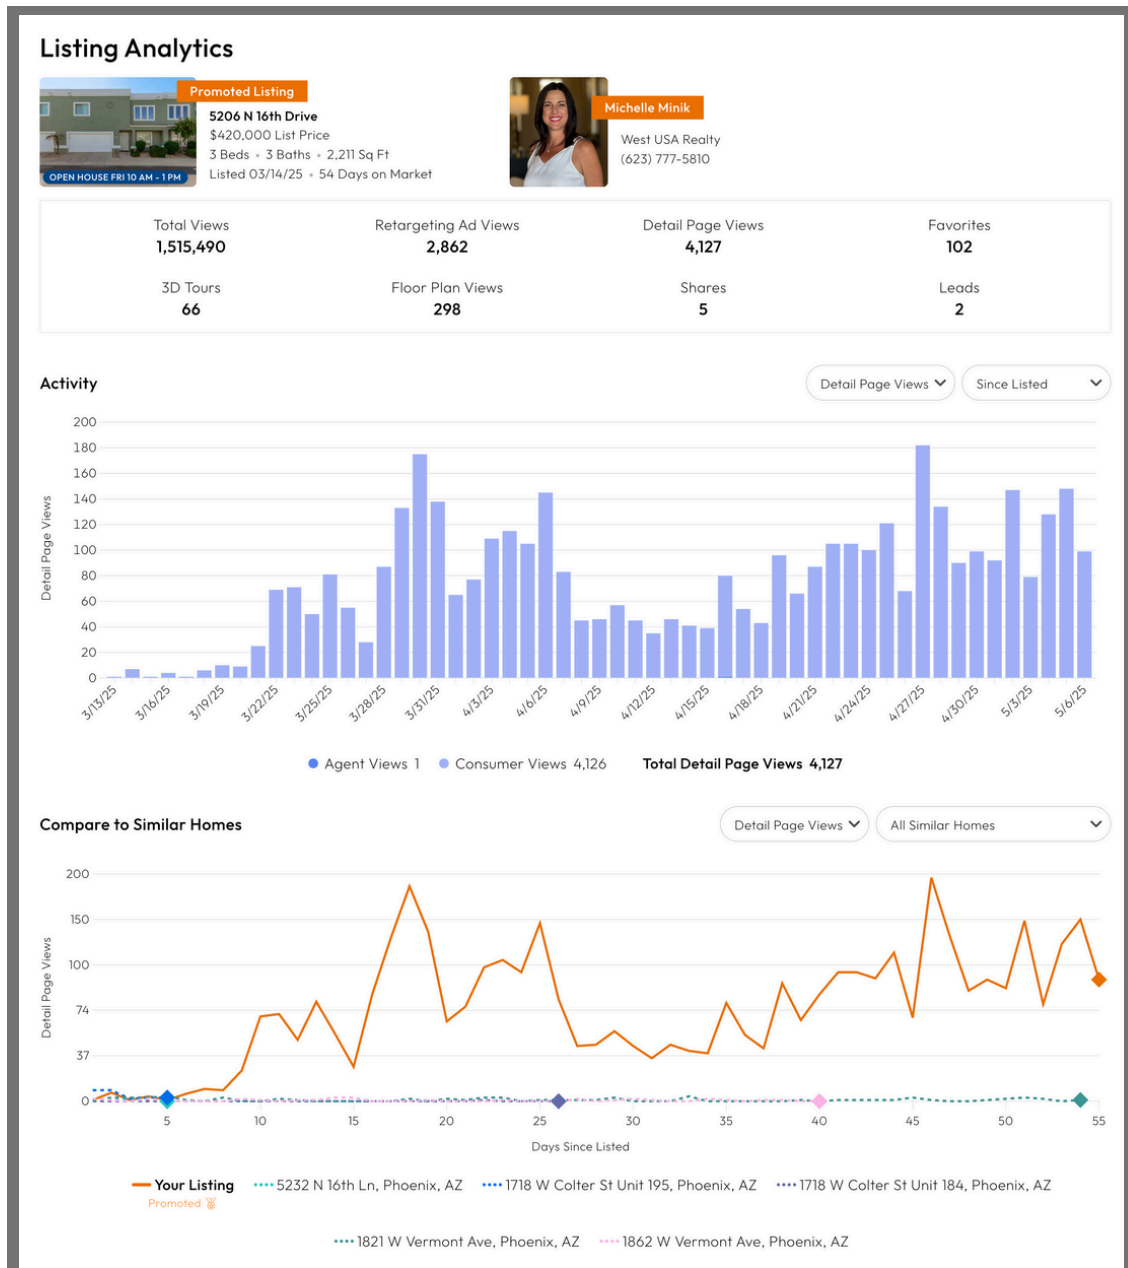 Listing Analytics
Promoted Listing
5206 N 16th Drive
$420,000 List Price
3 Beds • 3 Baths • 2,211 Sq Ft
Listed 03/14/25 • 54 Days on Market
OPEN HOUSE FRI 10 AM - 1 PM
Michelle Minik
West USA Realty
(623) 777-5810
Total Views Retargeting Ad Views Detail Page Views Favorites
1,515,490 2,862 4,127 102
3D Tours Floor Plan Views Shares Leads
66 298 5 2
Activity Detail Page Views Since Listed
Detail Page Views
200
180
160
140
120
100
80
60
40
20
0
3/13/25 3/16/25 3/19/25 3/22/25 3/25/25 3/28/25 3/31/25 4/3/25 4/6/25 4/9/25 4/12/25 4/15/25 4/18/25 4/21/25 4/24/25 4/27/25 4/30/25 5/3/25 5/6/25
Agent Views 1 Consumer Views 4,126 Total Detail Page Views 4,127
Compare to Similar Homes Detail Page Views All Similar Homes
Detail Page Views
200
150
100
74
37
0
5 10 15 20 25 30 35 40 45 50 55
Days Since Listed
Your Listing 5232 N 16th Ln, Phoenix, AZ 1718 W Colter St Unit 195, Phoenix, AZ 1718 W Colter St Unit 184, Phoenix, AZ
Promoted
1821 W Vermont Ave, Phoenix, AZ 1862 W Vermont Ave, Phoenix, AZ